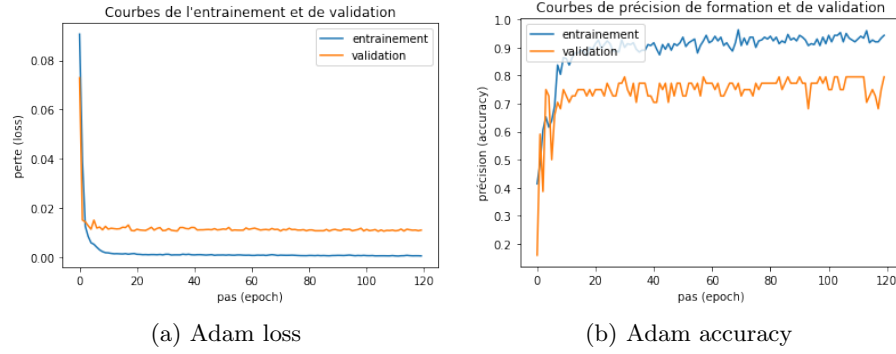 Courbes de l'entrainement et de validation
entrainement
validation
perte (loss)
0.08
0.06
0.04
0.02
0.00
0
20
40
60
80
100
120
pas (epoch)
(a) Adam loss
Courbes de précision de formation et de validation
entrainement
validation
précision (accuracy)
1.0
0.9
0.8
0.7
0.6
0.5
0.4
0.3
0.2
0
20
40
60
80
100
120
pas (epoch)
(b) Adam accuracy